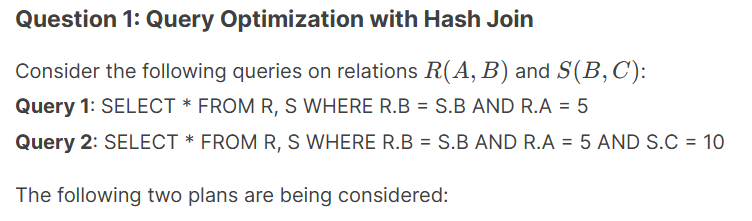 Question 1: Query Optimization with Hash Join
Consider the following queries on relations R(A, B) and S(B, C):
Query 1: SELECT * FROM R, S WHERE R.B = S.B AND R.A = 5
Query 2: SELECT * FROM R, S WHERE R.B = S.B AND R.A = 5 AND S.C = 10
The following two plans are being considered: